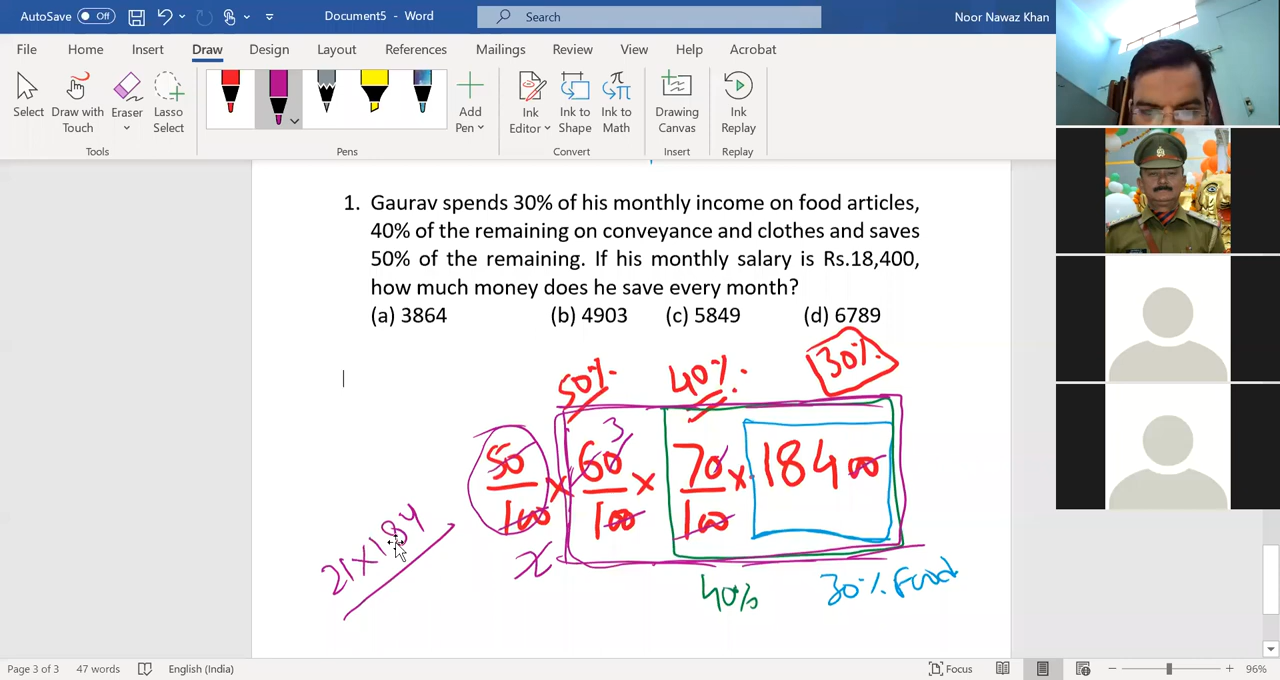 AutoSave Off Document5 - Word Search Noor Nawaz Khan
File Home Insert Draw Design Layout References Mailings Review View Help Acrobat
Select Draw with Touch Eraser Lasso Select Add Pen Ink Editor Ink to Shape Ink to Math Drawing Canvas Ink Replay
Tools Pens Convert Insert Replay
1. Gaurav spends 30% of his monthly income on food articles,
40% of the remaining on conveyance and clothes and saves
50% of the remaining. If his monthly salary is Rs.18,400,
how much money does he save every month?
(a) 3864 (b) 4903 (c) 5849 (d) 6789
50% 40% 30%
3
50/100 × 60/100 × 70/100 × 18400
21×184
x
40% 30% Food
Page 3 of 3 47 words English (India) Focus 96%